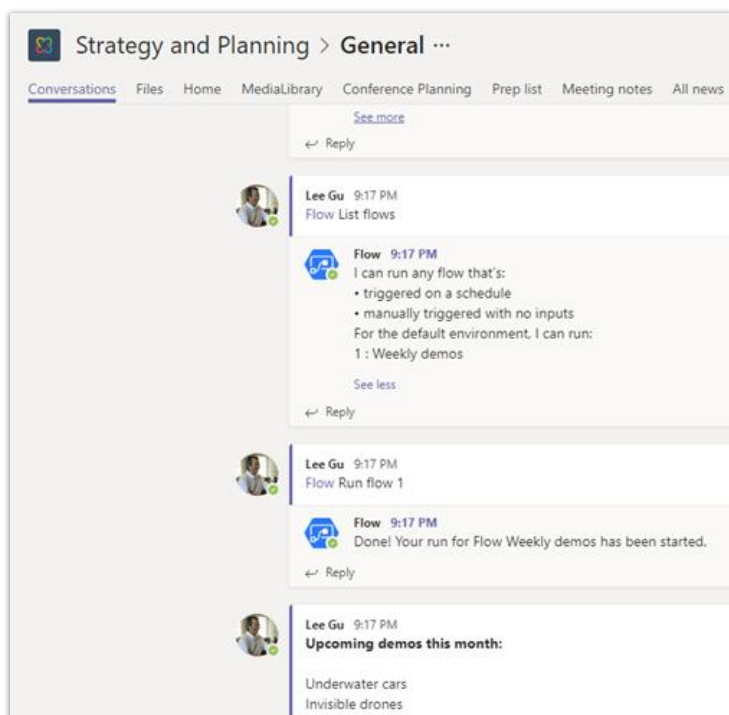 Strategy and Planning > General ···
Conversations Files Home MediaLibrary Conference Planning Prep list Meeting notes All news
See more
↵ Reply
Lee Gu 9:17 PM
Flow List flows
Flow 9:17 PM
I can run any flow that's:
• triggered on a schedule
• manually triggered with no inputs
For the default environment, I can run:
1 : Weekly demos
See less
↵ Reply
Lee Gu 9:17 PM
Flow Run flow 1
Flow 9:17 PM
Done! Your run for Flow Weekly demos has been started.
↵ Reply
Lee Gu 9:17 PM
Upcoming demos this month:
Underwater cars
Invisible drones